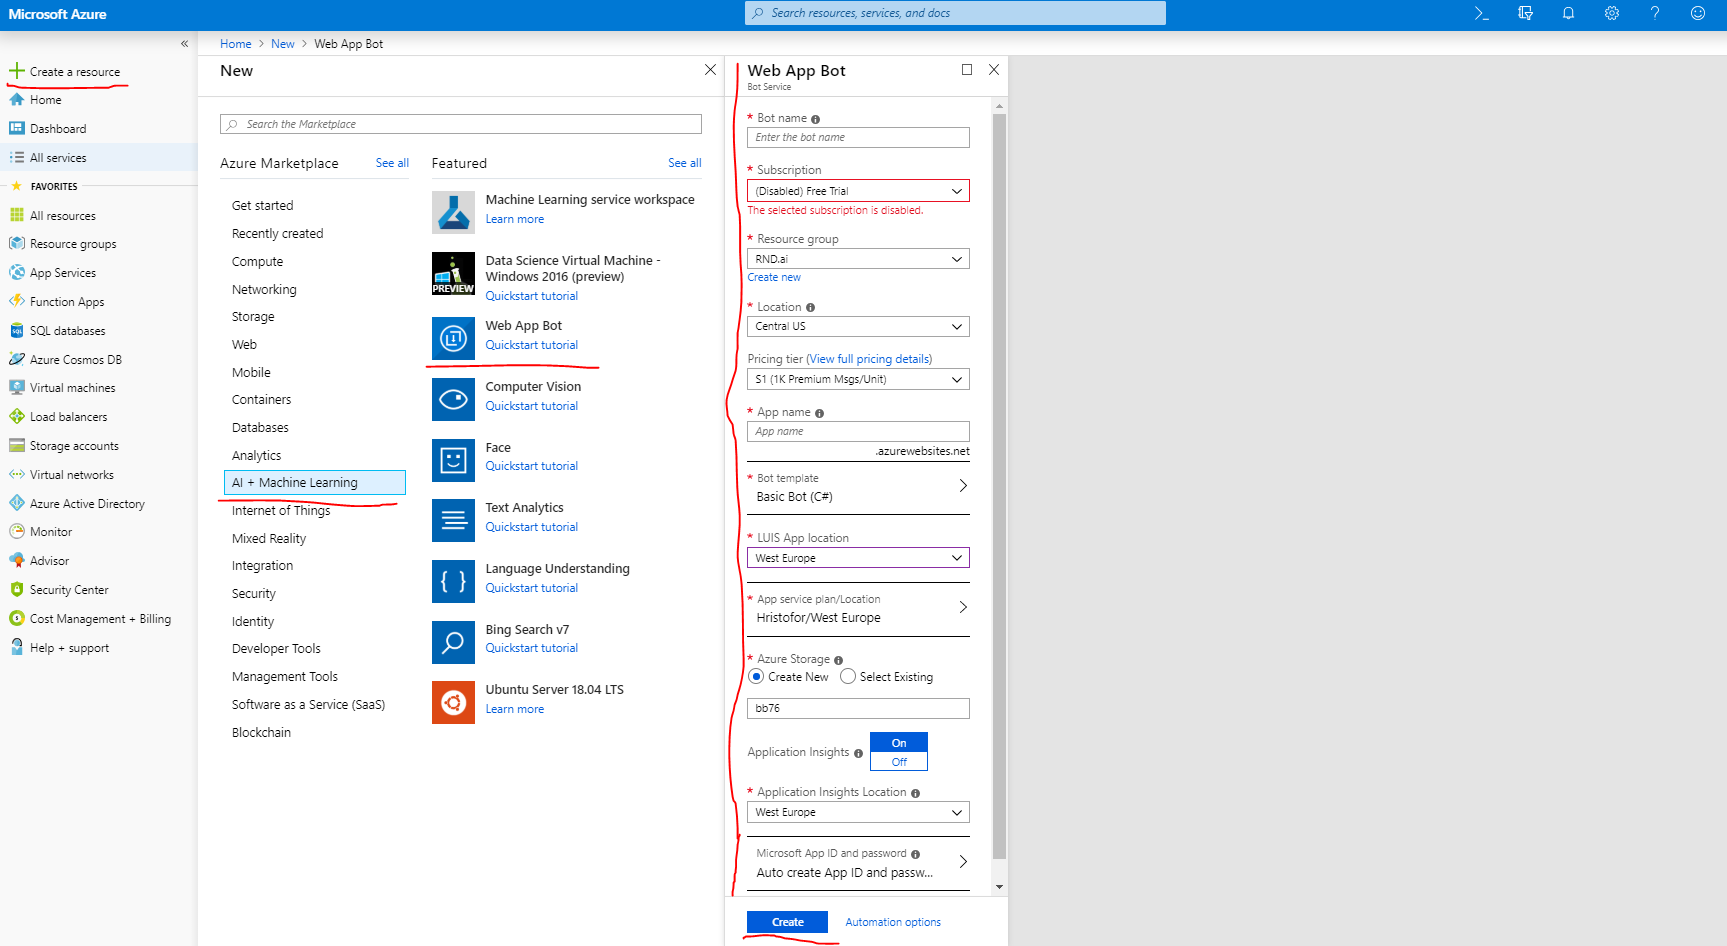 Microsoft Azure
Search resources, services, and docs
«
Create a resource
Home
Dashboard
All services
FAVORITES
All resources
Resource groups
App Services
Function Apps
SQL databases
Azure Cosmos DB
Virtual machines
Load balancers
Storage accounts
Virtual networks
Azure Active Directory
Monitor
Advisor
Security Center
Cost Management + Billing
Help + support
Home > New > Web App Bot
New
Search the Marketplace
Azure Marketplace See all
Get started
Recently created
Compute
Networking
Storage
Web
Mobile
Containers
Databases
Analytics
AI + Machine Learning
Internet of Things
Mixed Reality
Integration
Security
Identity
Developer Tools
Management Tools
Software as a Service (SaaS)
Blockchain
Featured See all
Machine Learning service workspace
Learn more
PREVIEW
Data Science Virtual Machine -
Windows 2016 (preview)
Quickstart tutorial
Web App Bot
Quickstart tutorial
Computer Vision
Quickstart tutorial
Face
Quickstart tutorial
Text Analytics
Quickstart tutorial
Language Understanding
Quickstart tutorial
Bing Search v7
Quickstart tutorial
Ubuntu Server 18.04 LTS
Learn more
Web App Bot
Bot Service
* Bot name
Enter the bot name
* Subscription
(Disabled) Free Trial
The selected subscription is disabled.
* Resource group
RND.ai
Create new
* Location
Central US
Pricing tier (View full pricing details)
S1 (1K Premium Msgs/Unit)
* App name
App name
.azurewebsites.net
* Bot template
Basic Bot (C#)
* LUIS App location
West Europe
* App service plan/Location
Hristofor/West Europe
* Azure Storage
Create New Select Existing
bb76
Application Insights On
Off
* Application Insights Location
West Europe
Microsoft App ID and password
Auto create App ID and passw...
Create Automation options